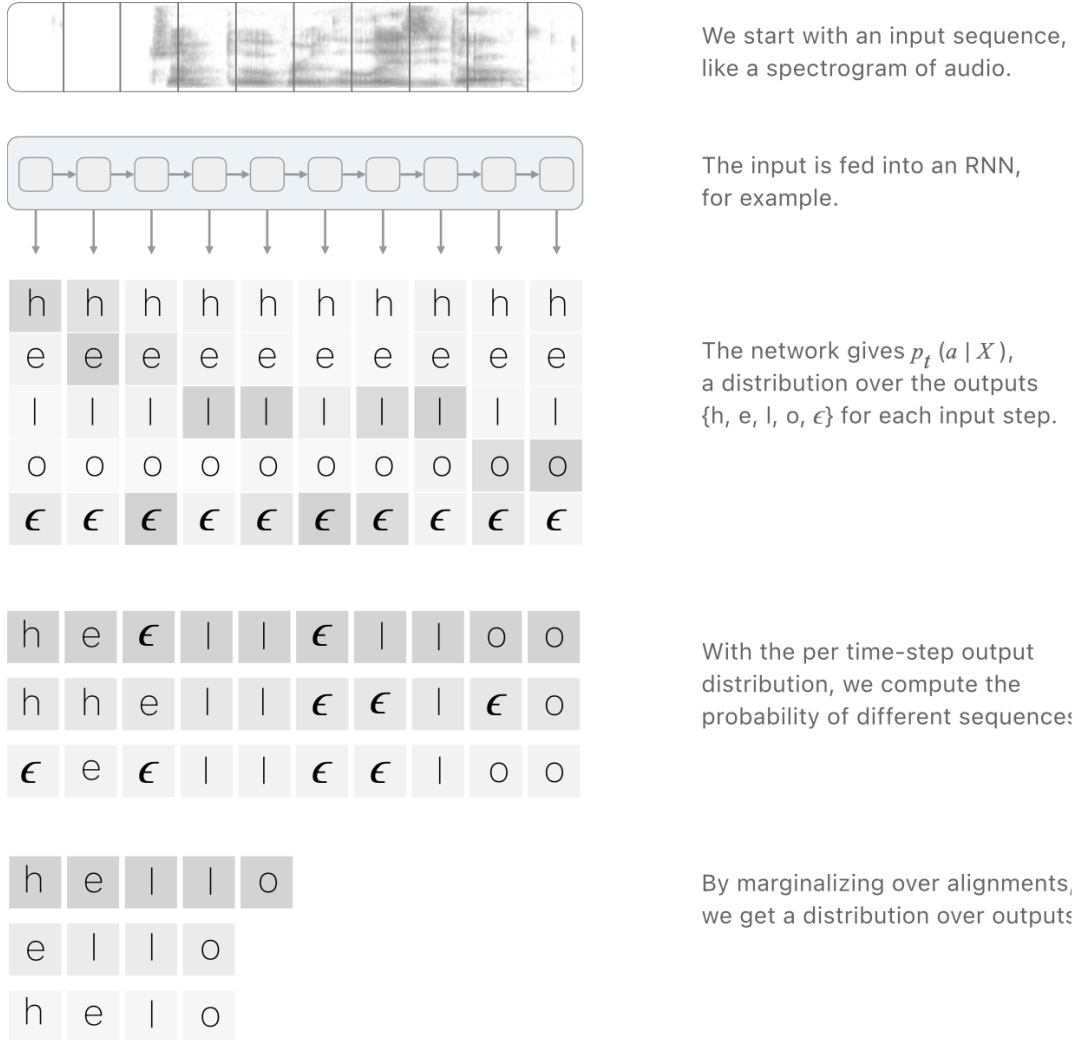 We start with an input sequence,
like a spectrogram of audio.
The input is fed into an RNN,
for example.
h h h h h h h h h h
e e e e e e e e e e
l l l l l l l l l l
o o o o o o o o o o
ϵ ϵ ϵ ϵ ϵ ϵ ϵ ϵ ϵ ϵ
The network gives pₜ (a | X),
a distribution over the outputs
{h, e, l, o, ϵ} for each input step.
h e ϵ l l ϵ l l o o
h h e l l ϵ ϵ l ϵ o
ϵ e ϵ l l ϵ ϵ l o o
With the per time-step output
distribution, we compute the
probability of different sequences
h e l l o
e l l o
h e l o
By marginalizing over alignments,
we get a distribution over outputs